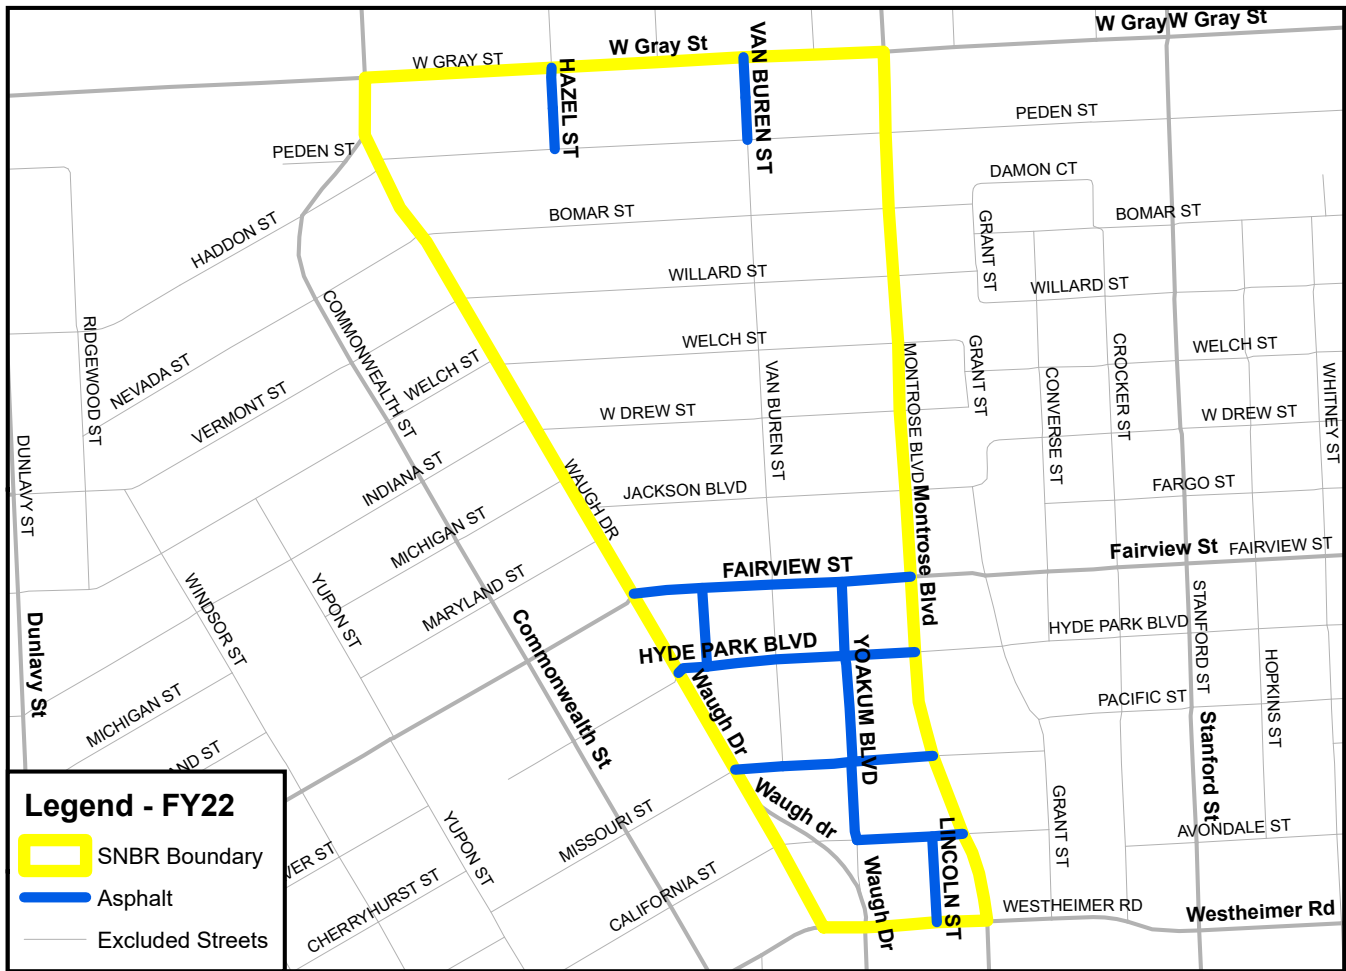 W Gray St
W Gray St
W Gray St
W GRAY ST
VAN BUREN ST
HAZEL ST
PEDEN ST
PEDEN ST
DAMON CT
BOMAR ST
BOMAR ST
HADDON ST
GRANT ST
WILLARD ST
WILLARD ST
COMMONWEALTH ST
RIDGEWOOD ST
NEVADA ST
VERMONT ST
WELCH ST
WELCH ST
WELCH ST
MONTROSE BLVD
GRANT ST
CROCKER ST
CONVERSE ST
WHITNEY ST
VAN BUREN ST
W DREW ST
W DREW ST
DUNLAVY ST
INDIANA ST
WAUGH DR
JACKSON BLVD
FARGO ST
Montrose Blvd
MICHIGAN ST
Fairview St
FAIRVIEW ST
FAIRVIEW ST
MARYLAND ST
WINDSOR ST
YUPON ST
STANFORD ST
Dunlavy St
Commonwealth St
HYDE PARK BLVD
HYDE PARK BLVD
YOAKUM BLVD
HOPKINS ST
Waugh Dr
MICHIGAN ST
PACIFIC ST
Stanford St
AND ST
Waugh dr
GRANT ST
LINCOLN ST
YUPON ST
MISSOURI ST
AVONDALE ST
VER ST
Waugh Dr
CHERRYHURST ST
CALIFORNIA ST
WESTHEIMER RD
Westheimer Rd
Legend - FY22
SNBR Boundary
Asphalt
Excluded Streets